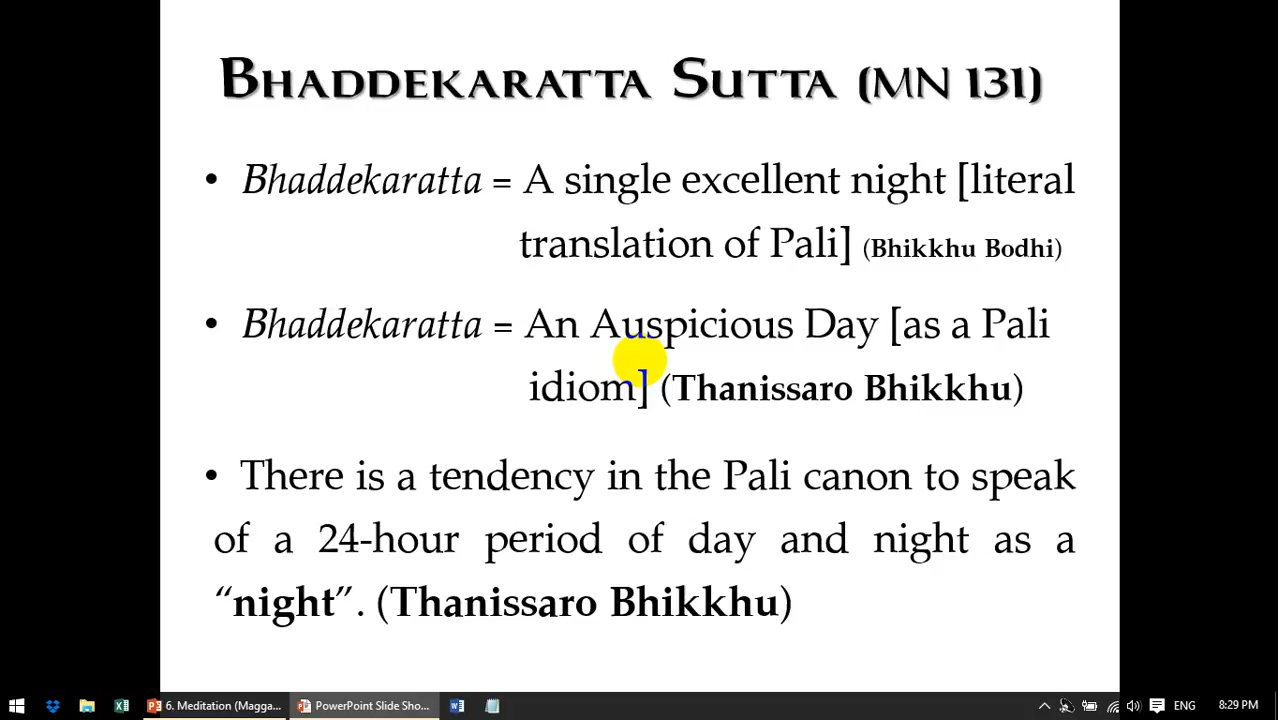 BHADDEKARATTA SUTTA (MN 131)
• Bhaddekaratta = A single excellent night [literal
translation of Pali] (Bhikkhu Bodhi)
• Bhaddekaratta = An Auspicious Day [as a Pali
idiom] (Thanissaro Bhikkhu)
• There is a tendency in the Pali canon to speak
of a 24-hour period of day and night as a
“night”. (Thanissaro Bhikkhu)
6. Meditation (Magga... PowerPoint Slide Sho... ENG 8:29 PM